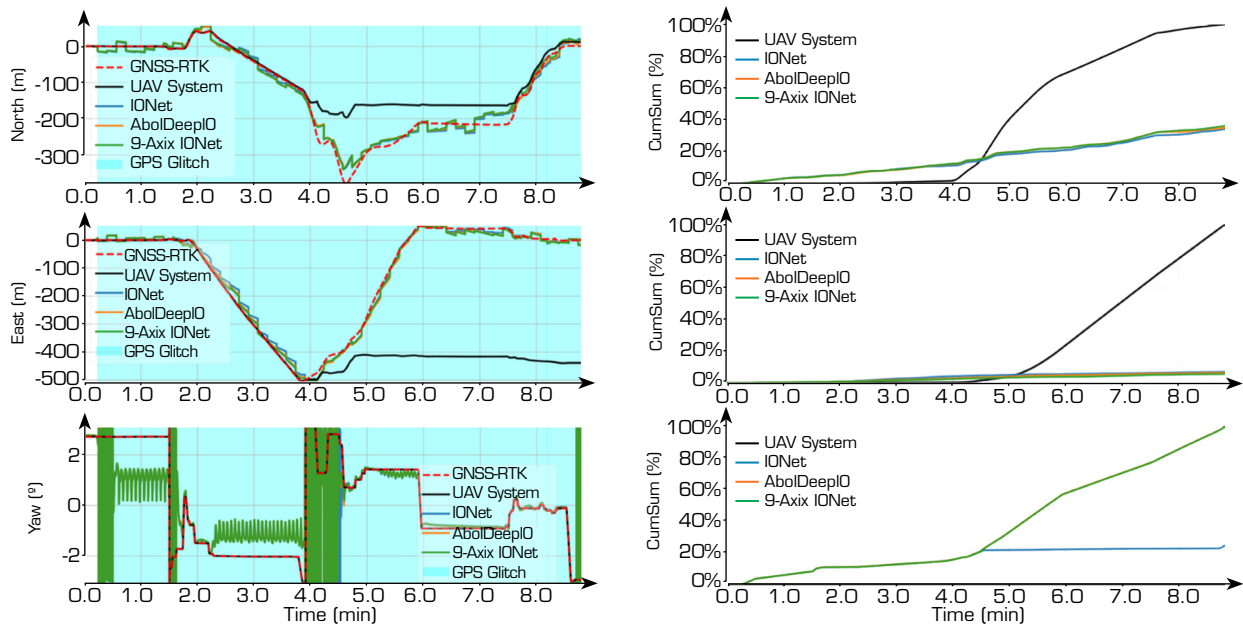 North (m)
0
-100
-200
-300
GNSS-RTK
UAV System
IONet
AbolDeepIO
9-Axix IONet
GPS Glitch
0.0 1.0 2.0 3.0 4.0 5.0 6.0 7.0 8.0
CumSum (%)
100%
80%
60%
40%
20%
0%
UAV System
IONet
AbolDeepIO
9-Axix IONet
0.0 1.0 2.0 3.0 4.0 5.0 6.0 7.0 8.0
East (m)
0
-100
-200
-300
-400
-500
GNSS-RTK
UAV System
IONet
AbolDeepIO
9-Axix IONet
GPS Glitch
0.0 1.0 2.0 3.0 4.0 5.0 6.0 7.0 8.0
CumSum (%)
100%
80%
60%
40%
20%
0%
UAV System
IONet
AbolDeepIO
9-Axix IONet
0.0 1.0 2.0 3.0 4.0 5.0 6.0 7.0 8.0
Yaw (º)
2
0
-2
GNSS-RTK
UAV System
IONet
AbolDeepIO
9-Axix IONet
GPS Glitch
0.0 1.0 2.0 3.0 4.0 5.0 6.0 7.0 8.0
Time (min)
CumSum (%)
100%
80%
60%
40%
20%
0%
UAV System
IONet
AbolDeepIO
9-Axix IONet
0.0 1.0 2.0 3.0 4.0 5.0 6.0 7.0 8.0
Time (min)